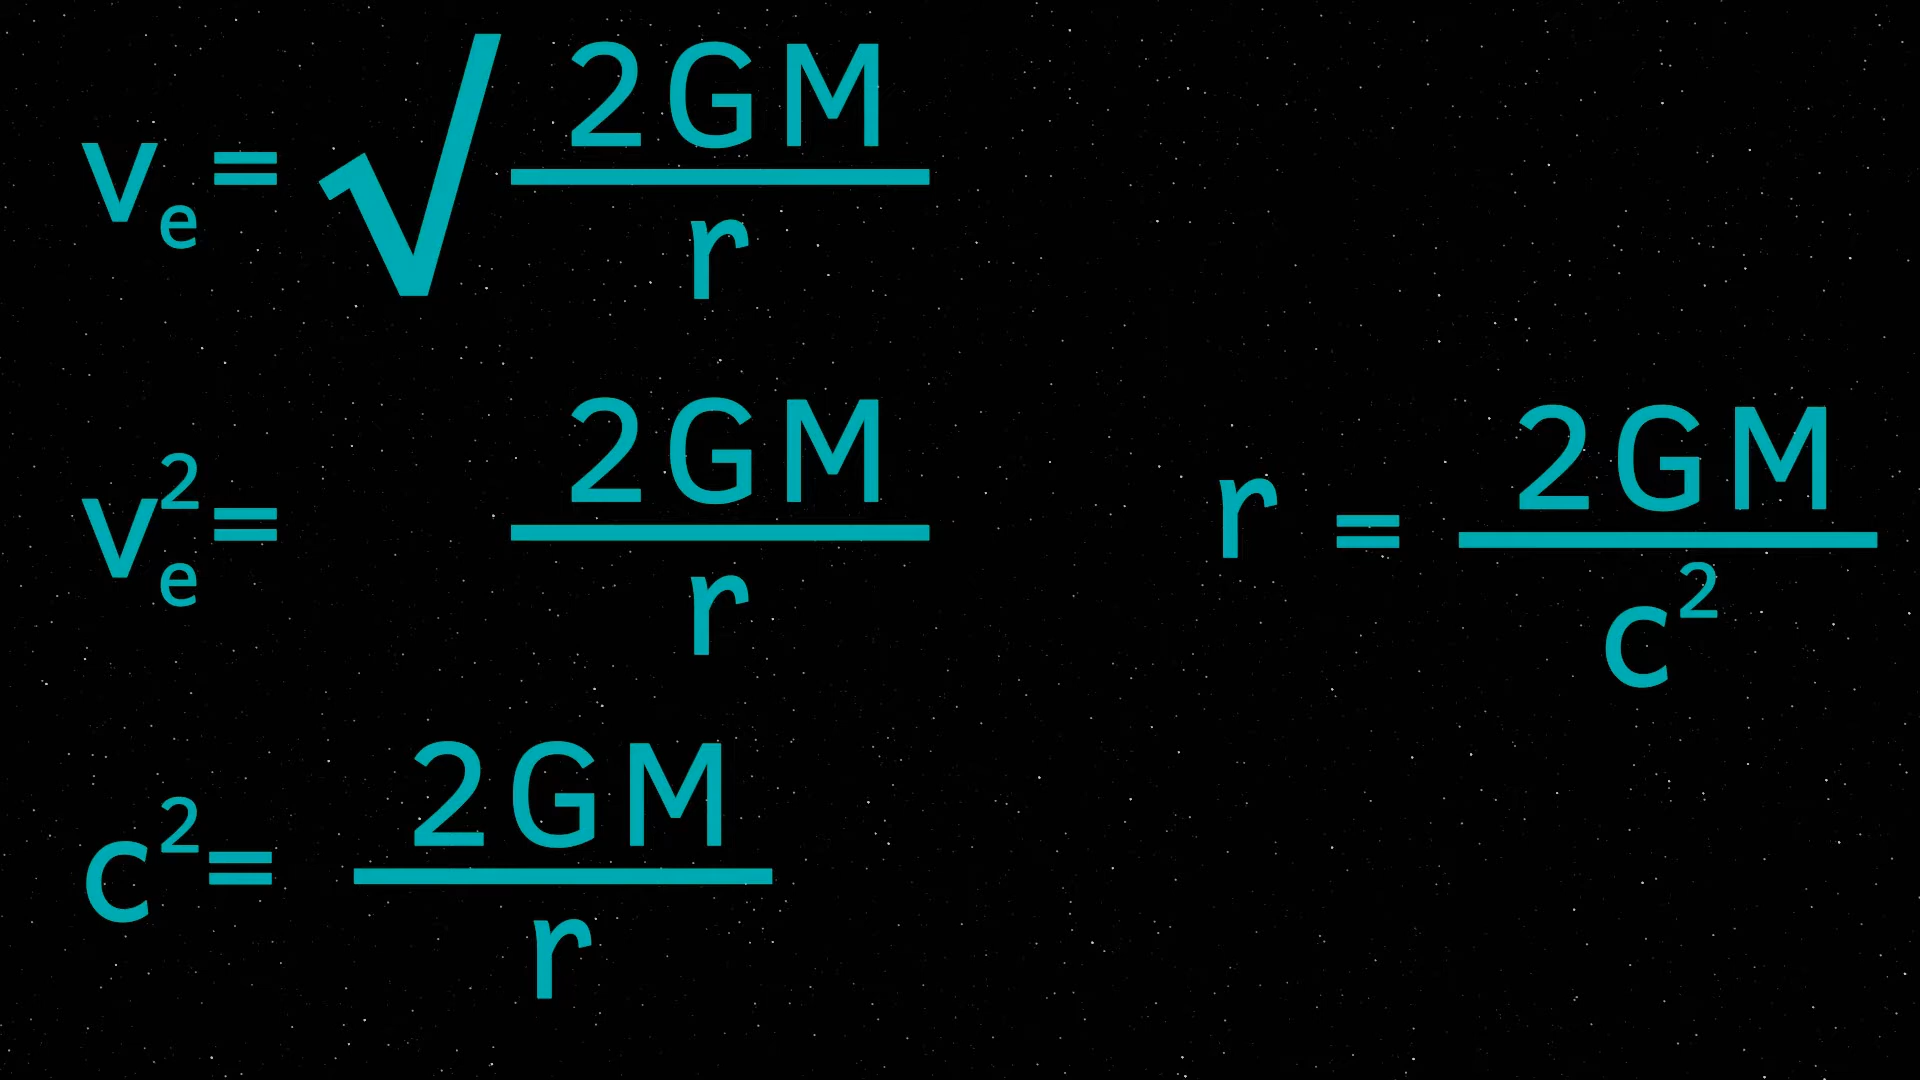 vₑ = √(2GM/r)
vₑ² = 2GM/r
c² = 2GM/r
r = 2GM/c²